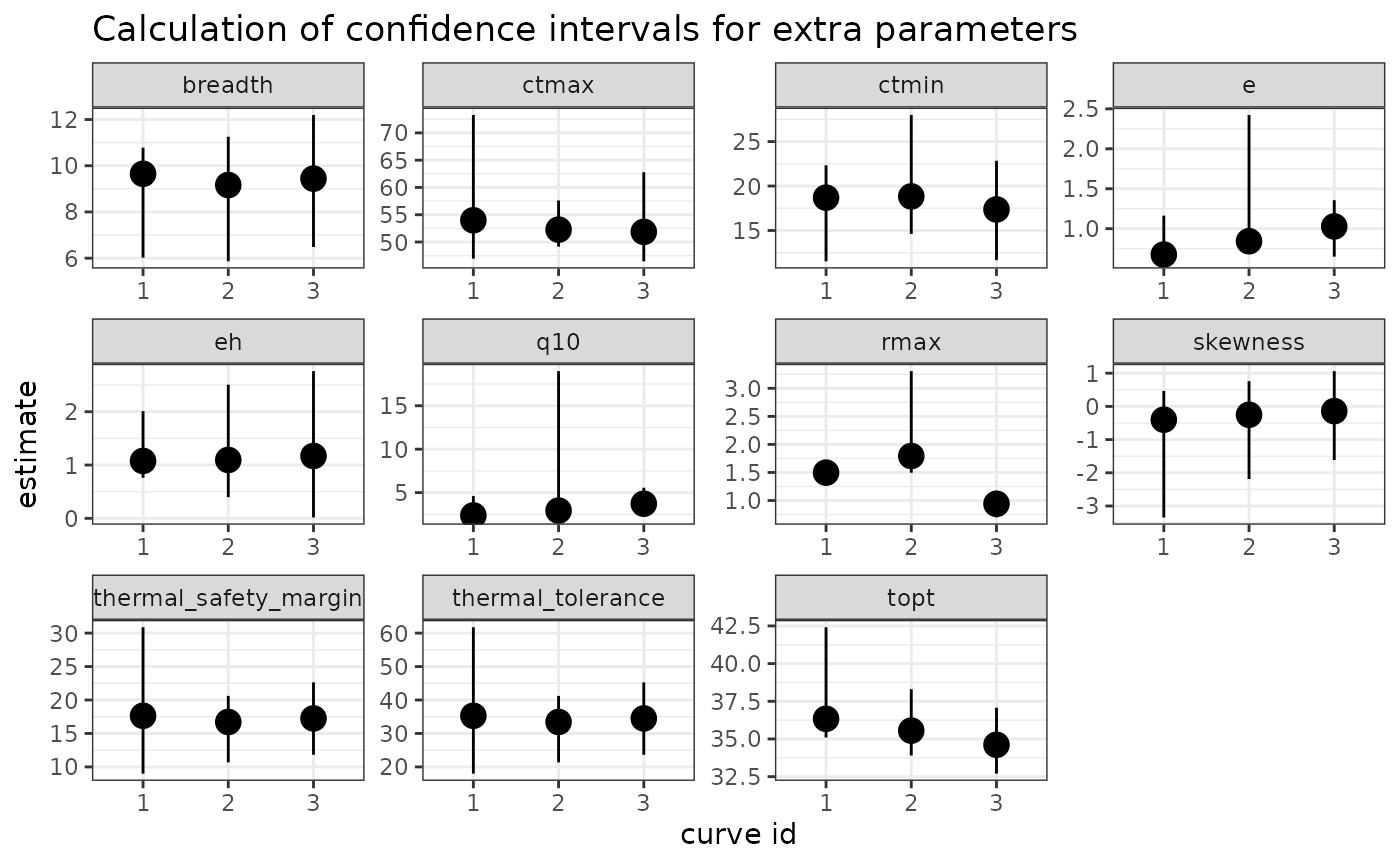 Calculation of confidence intervals for extra parameters
breadth ctmax ctmin e
12 10 8 6
70 65 60 55 50
25 20 15
2.5 2.0 1.5 1.0
1 2 3 1 2 3 1 2 3 1 2 3
estimate
eh q10 rmax skewness
2 1 0
15 10 5
3.0 2.5 2.0 1.5 1.0
1 0 -1 -2 -3
1 2 3 1 2 3 1 2 3 1 2 3
thermal_safety_margin thermal_tolerance topt
30 25 20 15 10
60 50 40 30 20
42.5 40.0 37.5 35.0 32.5
1 2 3 1 2 3 1 2 3
curve id